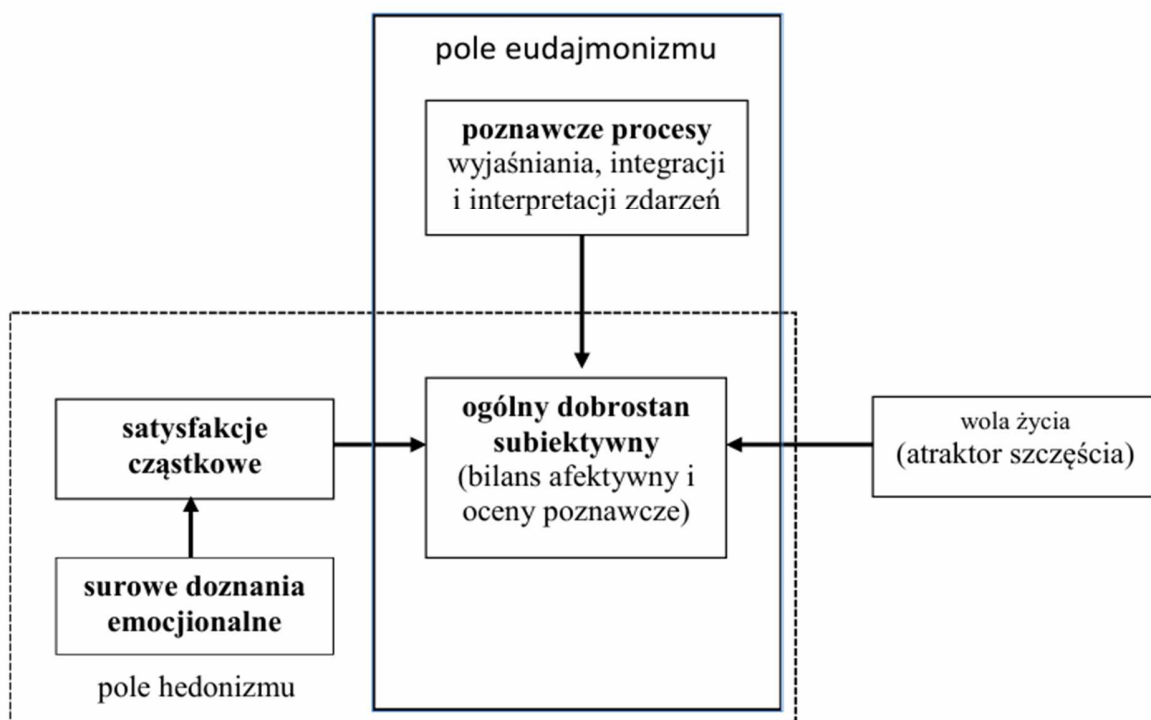 pole eudajmonizmu
poznawcze procesy
wyjaśniania, integracji
i interpretacji zdarzeń
satysfakcje
cząstkowe
ogólny dobrostan
subiektywny
(bilans afektywny i
oceny poznawcze)
wola życia
(atraktor szczęścia)
surowe doznania
emocjionalne
pole hedonizmu